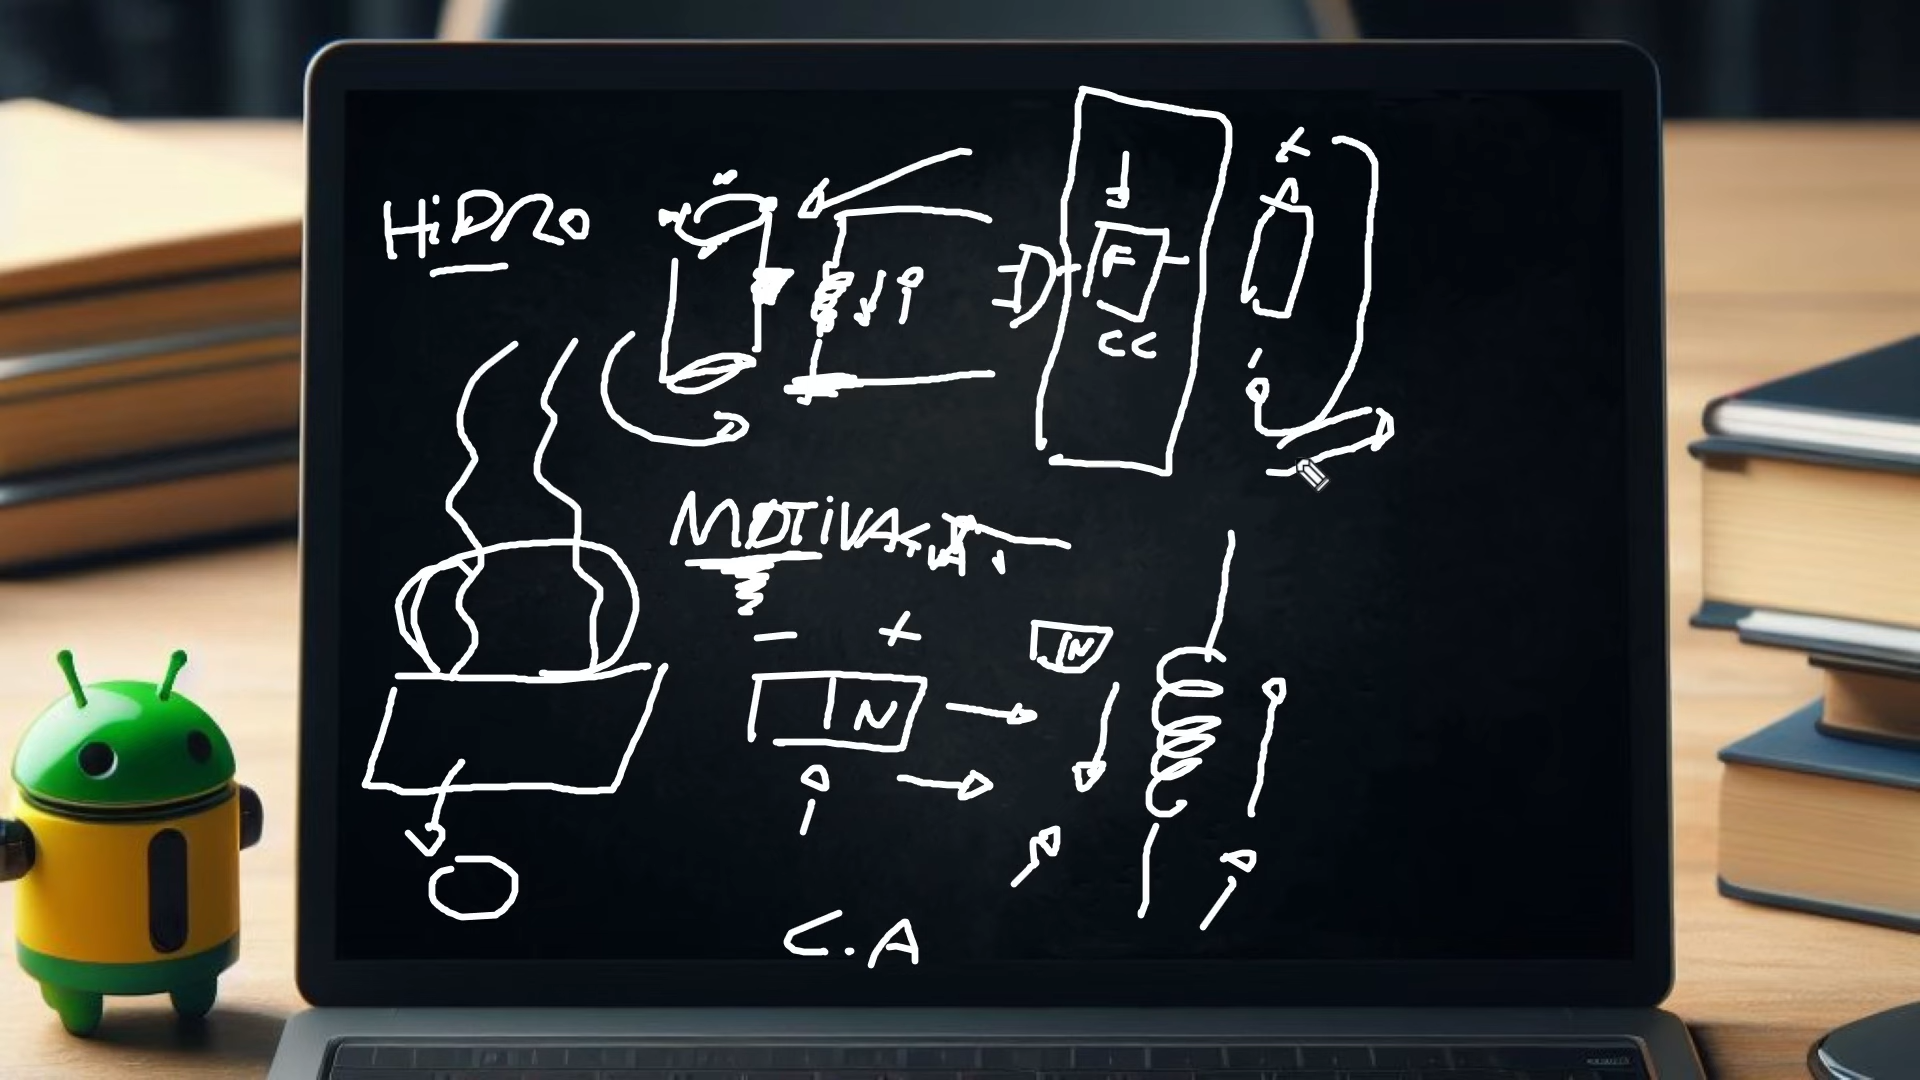 HiDRO
F
CC
MOTIVA
- +
N
N
C.A